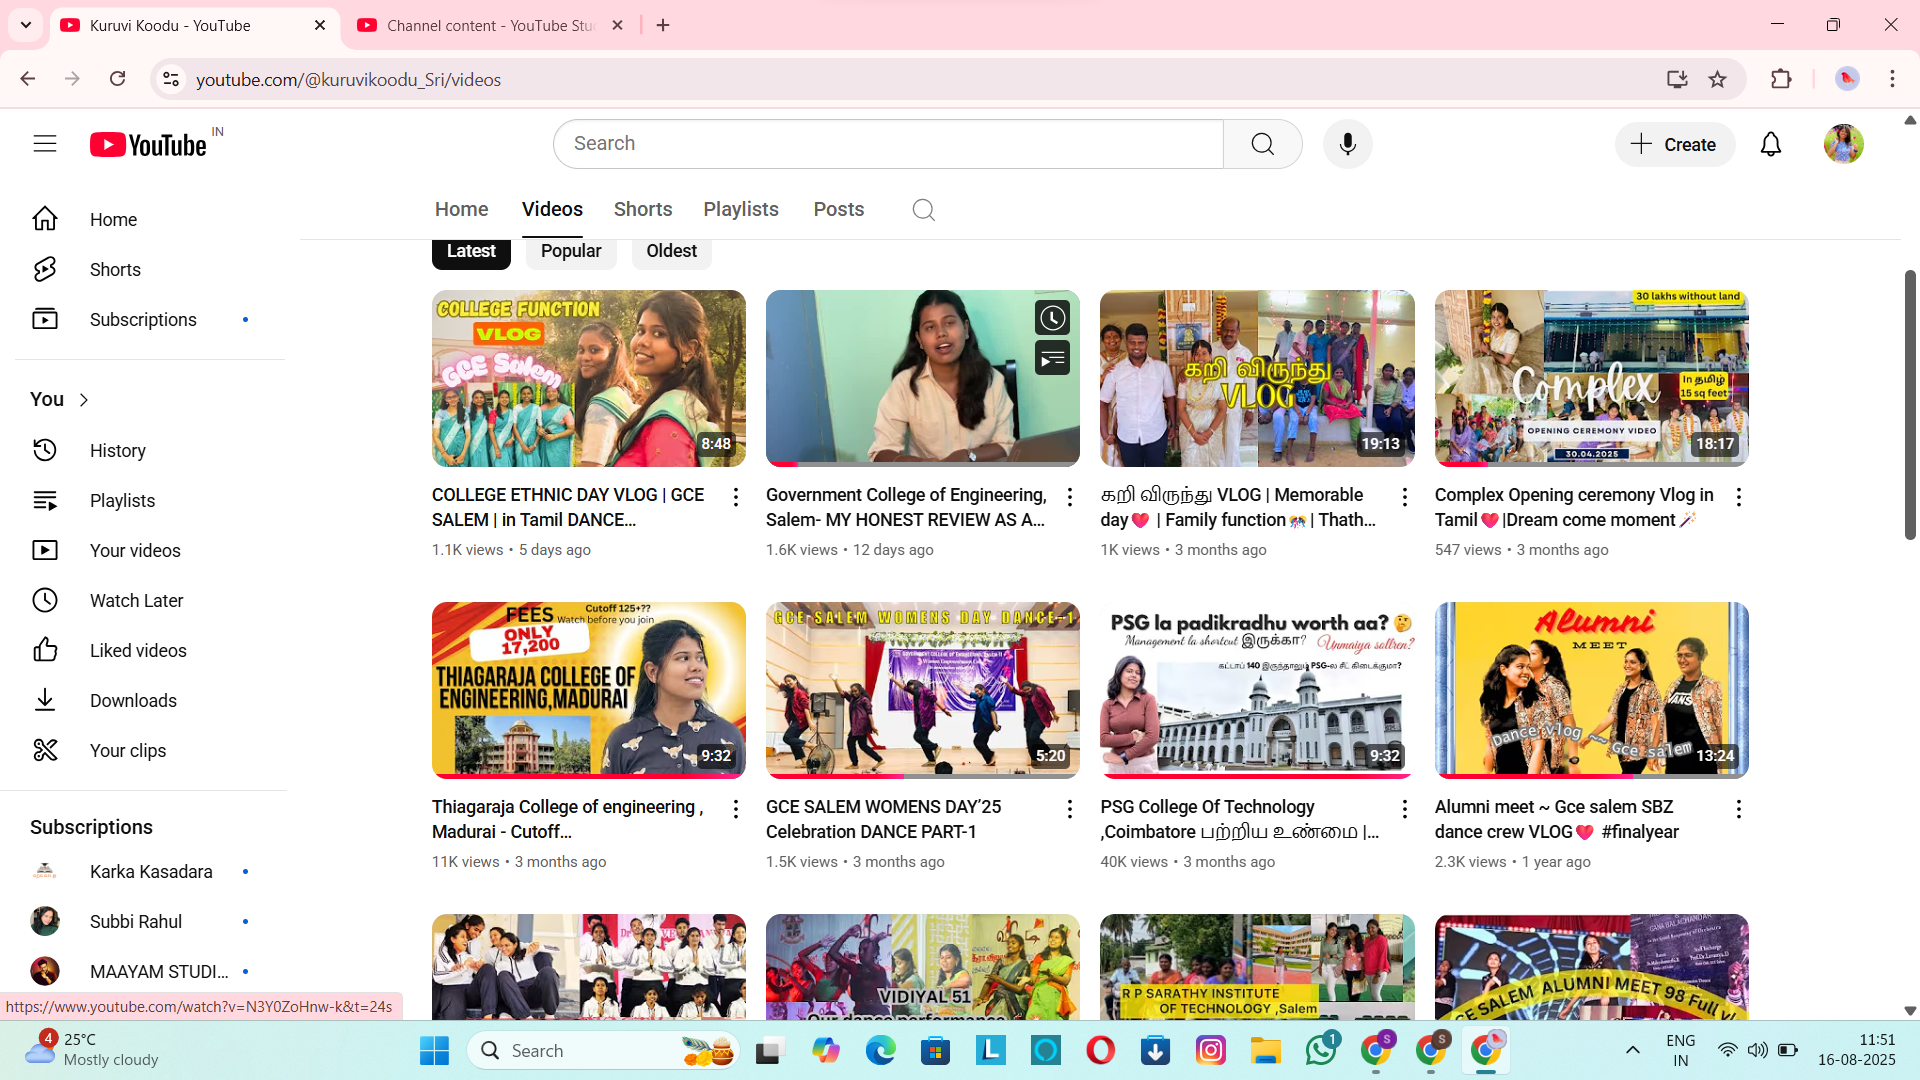 Kuruvi Koodu - YouTube
Channel content - YouTube Stu
youtube.com/@kuruvikoodu_Sri/videos
YouTube IN
Search
Create
Home
Shorts
Subscriptions
You
History
Playlists
Your videos
Watch Later
Liked videos
Downloads
Your clips
Subscriptions
Karka Kasadara
Subbi Rahul
MAAYAM STUDI...
Home Videos Shorts Playlists Posts
Latest Popular Oldest
COLLEGE FUNCTION
VLOG
GCE Salem
8:48
COLLEGE ETHNIC DAY VLOG | GCE
SALEM | in Tamil DANCE...
1.1K views • 5 days ago
Government College of Engineering,
Salem- MY HONEST REVIEW AS A...
1.6K views • 12 days ago
கறி விருந்து
VLOG
19:13
கறி விருந்து VLOG | Memorable
day❤️ | Family function🎊 | Thath...
1K views • 3 months ago
30 lakhs without land
Complex
In தமிழ்
15 sq feet
OPENING CEREMONY VIDEO
30.04.2025
18:17
Complex Opening ceremony Vlog in
Tamil❤️|Dream come moment🪄
547 views • 3 months ago
FEES
ONLY
17,200
Cutoff 125+??
Watch before you join
THIAGARAJA COLLEGE OF
ENGINEERING,MADURAI
9:32
Thiagaraja College of engineering ,
Madurai - Cutoff...
11K views • 3 months ago
GCE-SALEM WOMENS DAY DANCE-1
5:20
GCE SALEM WOMENS DAY’25
Celebration DANCE PART-1
1.5K views • 3 months ago
PSG la padikradhu worth aa? 🤔
Management la shortcut இருக்கா?
Unmaiya sollren?
கட்டாப் 140 இருந்தாலும் PSG-ல சீட் கிடைக்குமா?
9:32
PSG College Of Technology
,Coimbatore பற்றிய உண்மை |...
40K views • 3 months ago
Alumni
MEET
VANS
Dance vlog ~~ Gce salem
13:24
Alumni meet ~ Gce salem SBZ
dance crew VLOG❤️ #finalyear
2.3K views • 1 year ago
VIDIYAL 51
Our dance performance
R P SARATHY INSTITUTE
OF TECHNOLOGY ,Salem
GCE SALEM ALUMNI MEET 98 Full vl
https://www.youtube.com/watch?v=N3Y0ZoHnw-k&t=24s
4
25°C
Mostly cloudy
Search
1
S
S
ENG
IN
11:51
16-08-2025